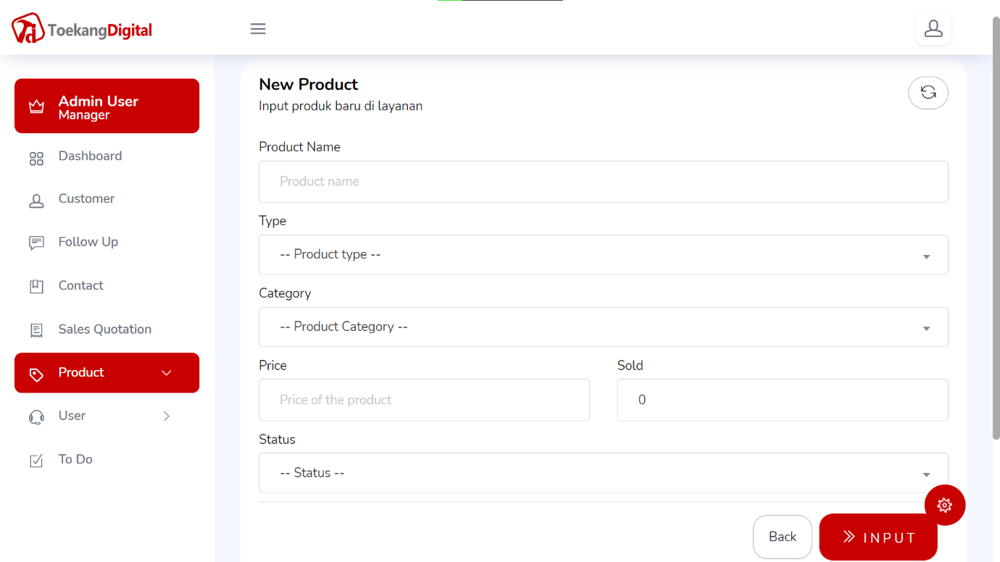 ToekangDigital
Admin User
Manager
Dashboard
Customer
Follow Up
Contact
Sales Quotation
Product
User
To Do
New Product
Input produk baru di layanan
Product Name
Product name
Type
-- Product type --
Category
-- Product Category --
Price
Sold
Price of the product
0
Status
-- Status --
Back
INPUT